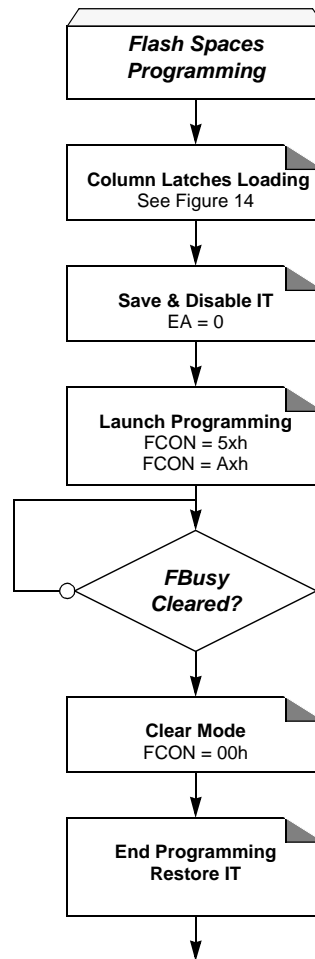 Flash Spaces
Programming
Column Latches Loading
See Figure 14
Save & Disable IT
EA = 0
Launch Programming
FCON = 5xh
FCON = Axh
FBusy
Cleared?
Clear Mode
FCON = 00h
End Programming
Restore IT